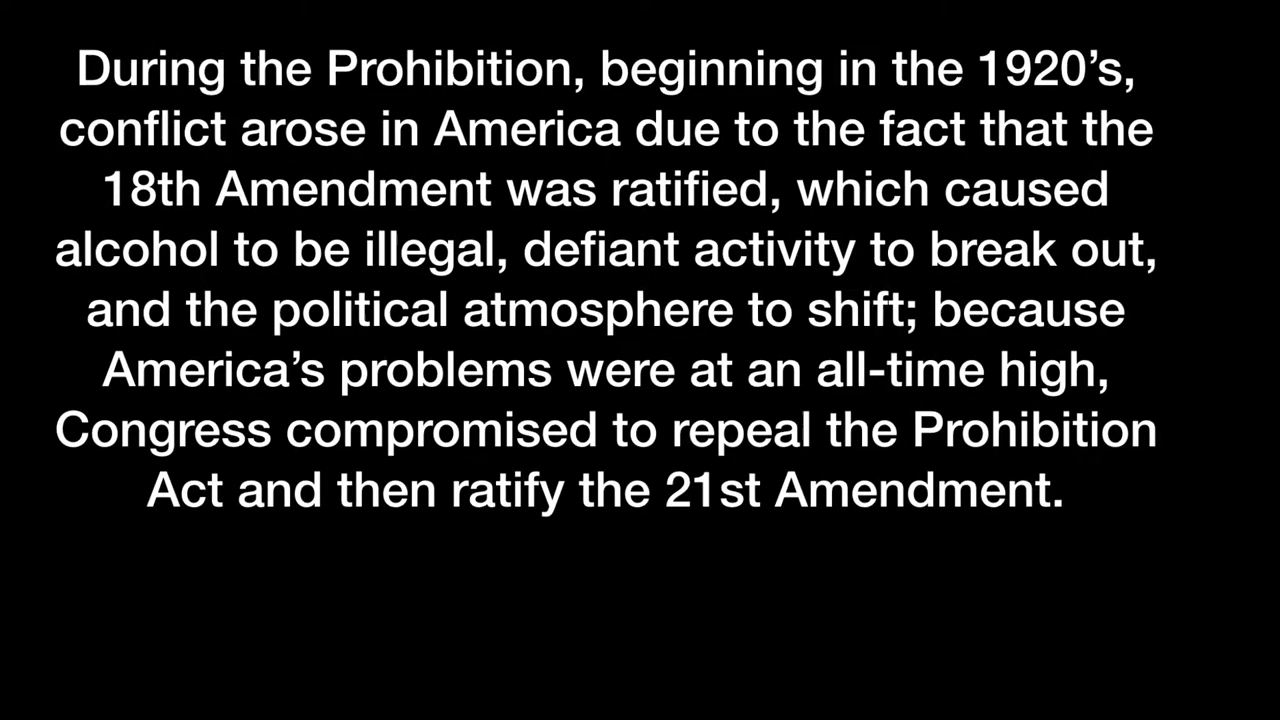 During the Prohibition, beginning in the 1920’s,
conflict arose in America due to the fact that the
18th Amendment was ratified, which caused
alcohol to be illegal, defiant activity to break out,
and the political atmosphere to shift; because
America’s problems were at an all-time high,
Congress compromised to repeal the Prohibition
Act and then ratify the 21st Amendment.